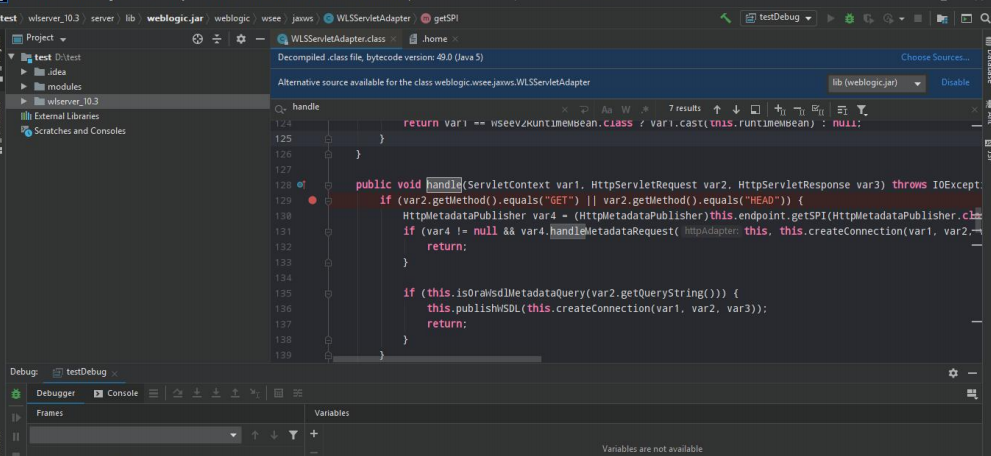 test › wlserver_10.3 › server › lib › weblogic.jar › weblogic › wsee › jaxws › WLSServletAdapter › getSPI testDebug
Project
WLSServletAdapter.class × .home ×
test D:\test
.idea
modules
wlserver_10.3
External Libraries
Scratches and Consoles
Decompiled .class file, bytecode version: 49.0 (Java 5) Choose Sources...
Alternative source available for the class weblogic.wsee.jaxws.WLSServletAdapter lib (weblogic.jar) Disable
handle × Aa W .* 7 results
124 return var1 == WseeV2RuntimeMBean.class ? var1.cast(this.runtimeMBean) : null;
125 }
126 }
127
128 public void handle(ServletContext var1, HttpServletRequest var2, HttpServletResponse var3) throws IOExcepti
129 if (var2.getMethod().equals("GET") || var2.getMethod().equals("HEAD")) {
130 HttpMetadataPublisher var4 = (HttpMetadataPublisher)this.endpoint.getSPI(HttpMetadataPublisher.cl
131 if (var4 != null && var4.handleMetadataRequest( httpAdapter: this, this.createConnection(var1, var2,
132 return;
133 }
134
135 if (this.isOraWsdlMetadataQuery(var2.getQueryString())) {
136 this.publishWSDL(this.createConnection(var1, var2, var3));
137 return;
138 }
139 }
Database
Debug: testDebug ×
Debugger Console
Frames Variables
Variables are not available